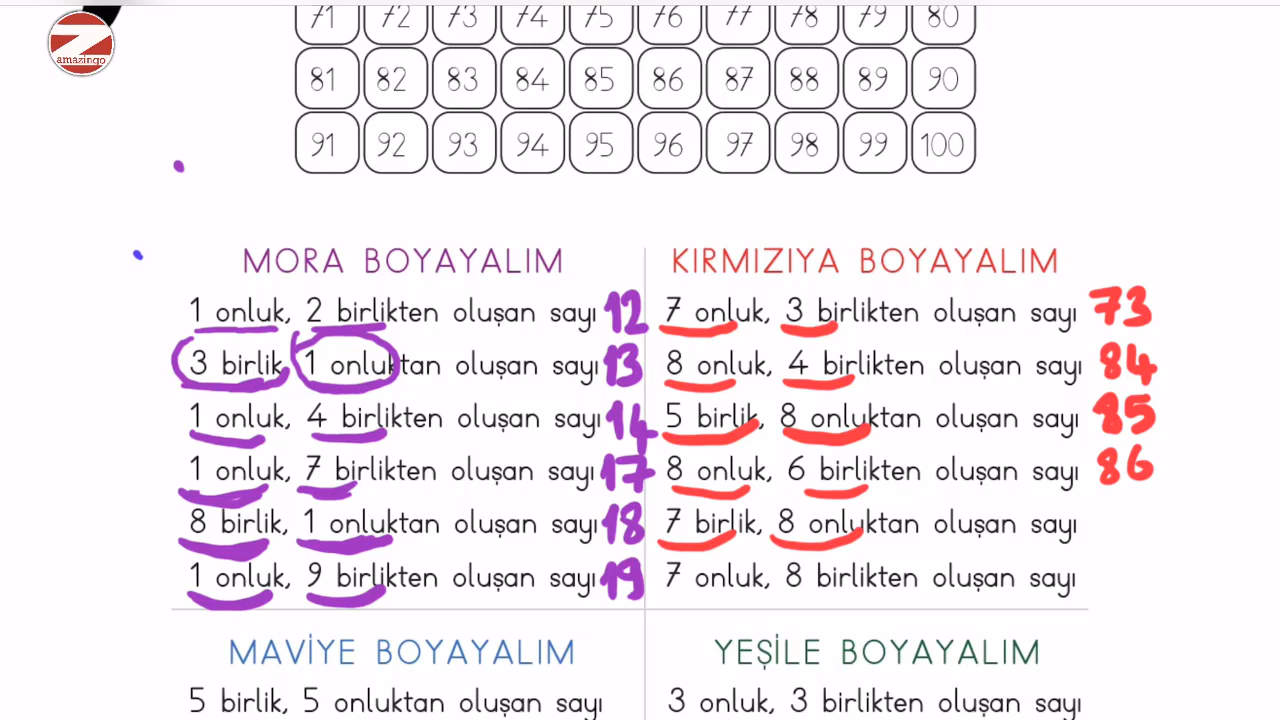 amazingo
71 72 73 74 75 76 77 78 79 80
81 82 83 84 85 86 87 88 89 90
91 92 93 94 95 96 97 98 99 100
MORA BOYAYALIM
1 onluk, 2 birlikten oluşan sayı 12
3 birlik, 1 onluktan oluşan sayı 13
1 onluk, 4 birlikten oluşan sayı 14
1 onluk, 7 birlikten oluşan sayı 17
8 birlik, 1 onluktan oluşan sayı 18
1 onluk, 9 birlikten oluşan sayı 19
KIRMIZIYA BOYAYALIM
7 onluk, 3 birlikten oluşan sayı 73
8 onluk, 4 birlikten oluşan sayı 84
5 birlik, 8 onluktan oluşan sayı 85
8 onluk, 6 birlikten oluşan sayı 86
7 birlik, 8 onluktan oluşan sayı
7 onluk, 8 birlikten oluşan sayı
MAVİYE BOYAYALIM
5 birlik, 5 onluktan oluşan sayı
YEŞİLE BOYAYALIM
3 onluk, 3 birlikten oluşan sayı